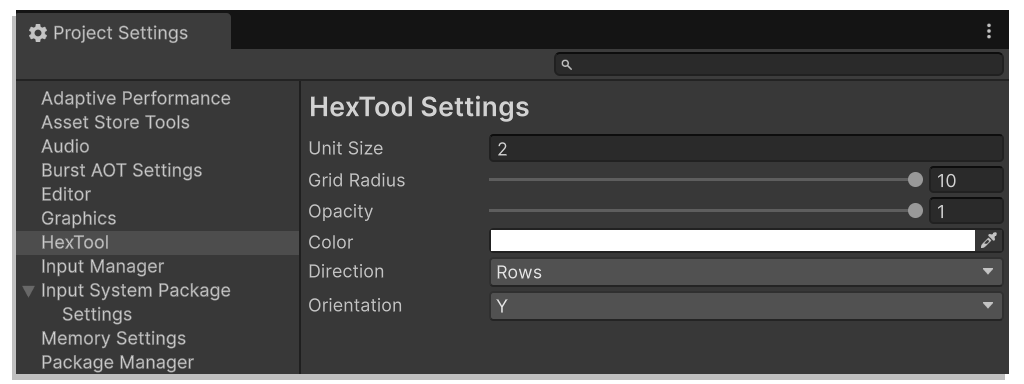 Project Settings
Adaptive Performance
Asset Store Tools
Audio
Burst AOT Settings
Editor
Graphics
HexTool
Input Manager
Input System Package
Settings
Memory Settings
Package Manager
HexTool Settings
Unit Size 2
Grid Radius 10
Opacity 1
Color
Direction Rows
Orientation Y